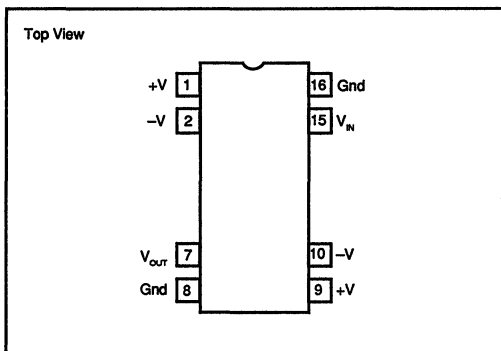 Top View
+V 1 16 Gnd
–V 2 15 VIN
VOUT 7 10 –V
Gnd 8 9 +V